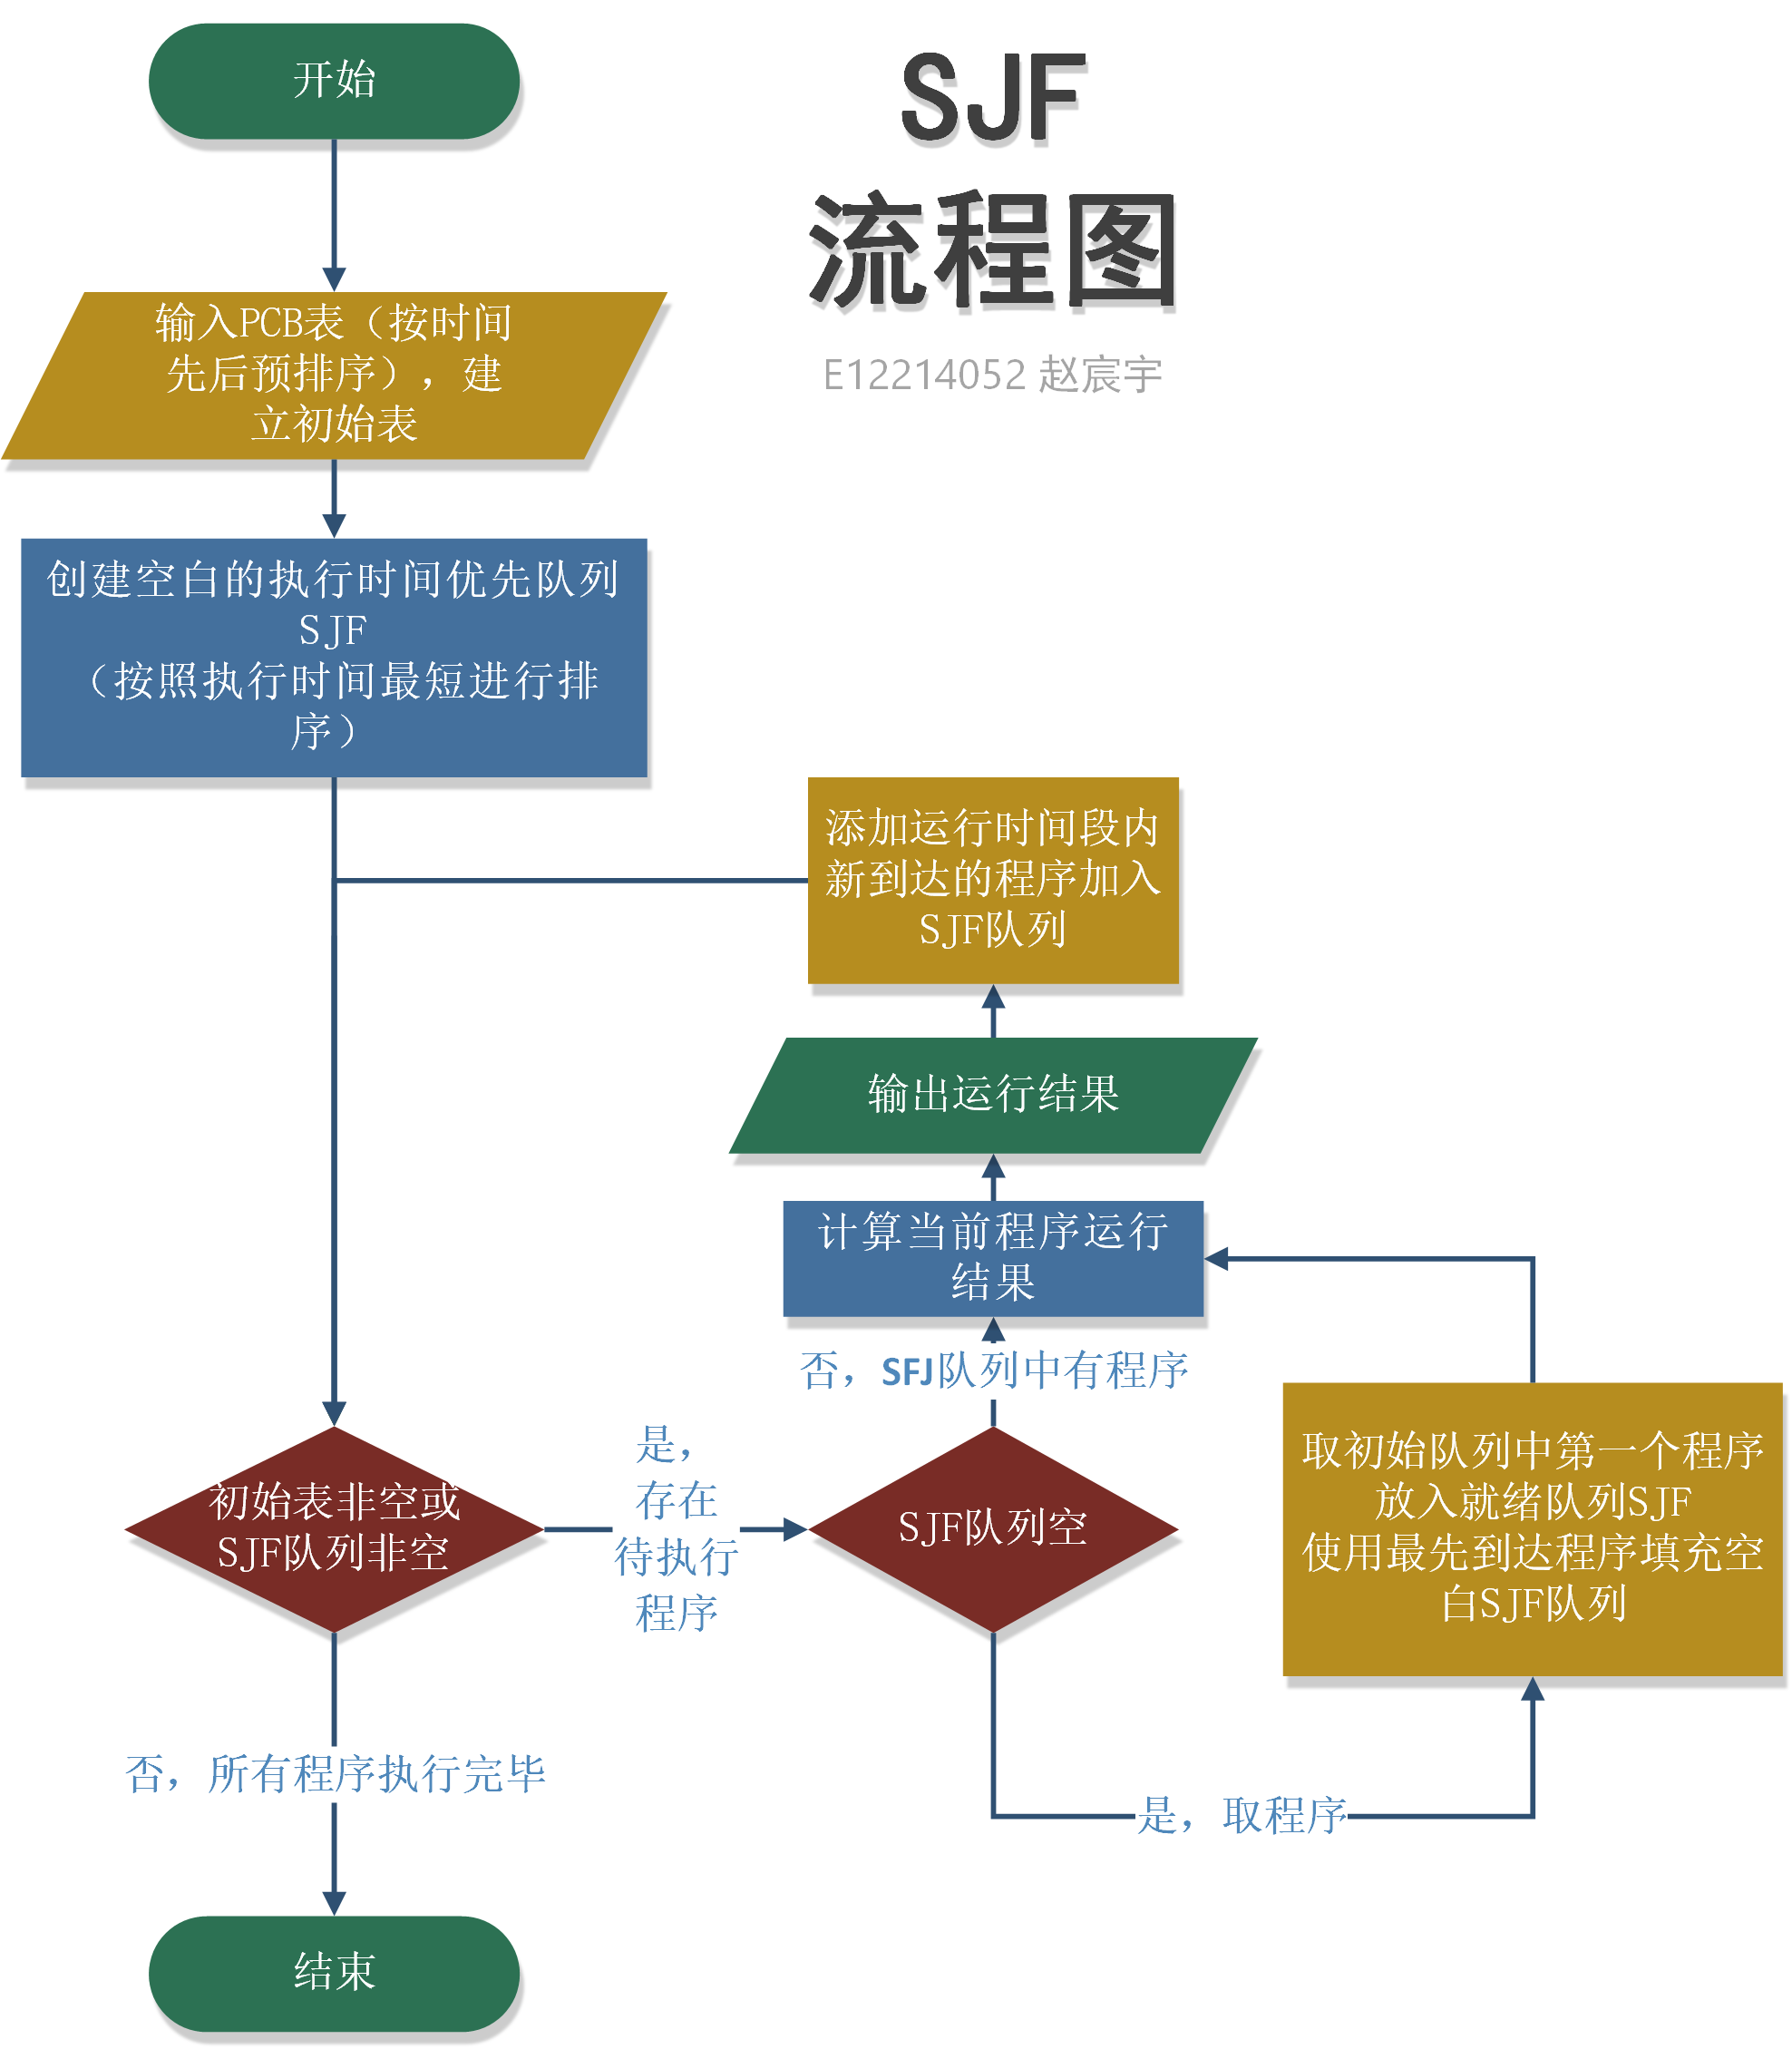 开始
SJF
流程图
E12214052 赵宸宇
输入PCB表（按时间
先后预排序），建
立初始表
创建空白的执行时间优先队列
SJF
（按照执行时间最短进行排
序）
添加运行时间段内
新到达的程序加入
SJF队列
输出运行结果
计算当前程序运行
结果
否，SFJ队列中有程序
是，
存在
待执行
程序
初始表非空或
SJF队列非空
SJF队列空
取初始队列中第一个程序
放入就绪队列SJF
使用最先到达程序填充空
白SJF队列
否，所有程序执行完毕
是，取程序
结束